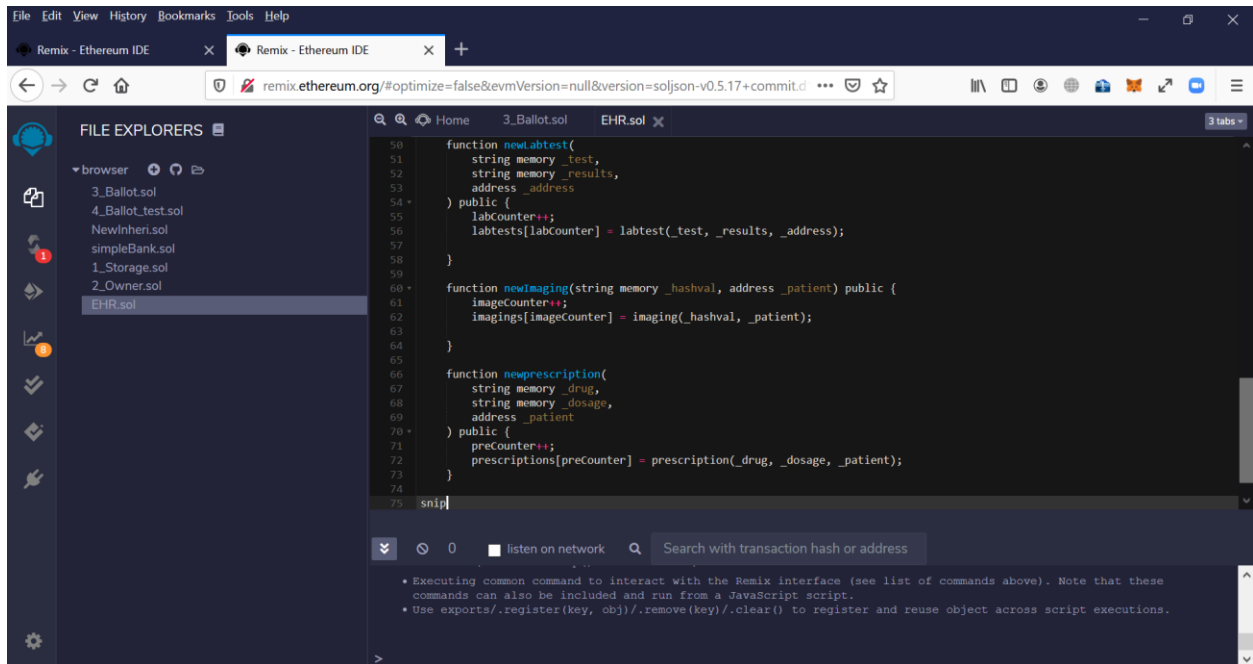 File Edit View History Bookmarks Tools Help
Remix - Ethereum IDE
Remix - Ethereum IDE
remix.ethereum.org/#optimize=false&evmVersion=null&version=soljson-v0.5.17+commit.d
FILE EXPLORERS
Home 3_Ballot.sol EHR.sol
3 tabs
browser
3_Ballot.sol
4_Ballot_test.sol
NewInheri.sol
simpleBank.sol
1_Storage.sol
2_Owner.sol
EHR.sol
1
8
50 function newLabtest(
51 string memory _test,
52 string memory _results,
53 address _address
54 ) public {
55 labCounter++;
56 labtests[labCounter] = labtest(_test, _results, _address);
57
58 }
59
60 function newImaging(string memory _hashval, address _patient) public {
61 imageCounter++;
62 imagings[imageCounter] = imaging(_hashval, _patient);
63
64 }
65
66 function newprescription(
67 string memory _drug,
68 string memory _dosage,
69 address _patient
70 ) public {
71 preCounter++;
72 prescriptions[preCounter] = prescription(_drug, _dosage, _patient);
73 }
74
75 snip
0 listen on network Search with transaction hash or address
• Executing common command to interact with the Remix interface (see list of commands above). Note that these
commands can also be included and run from a JavaScript script.
• Use exports/.register(key, obj)/.remove(key)/.clear() to register and reuse object across script executions.
>